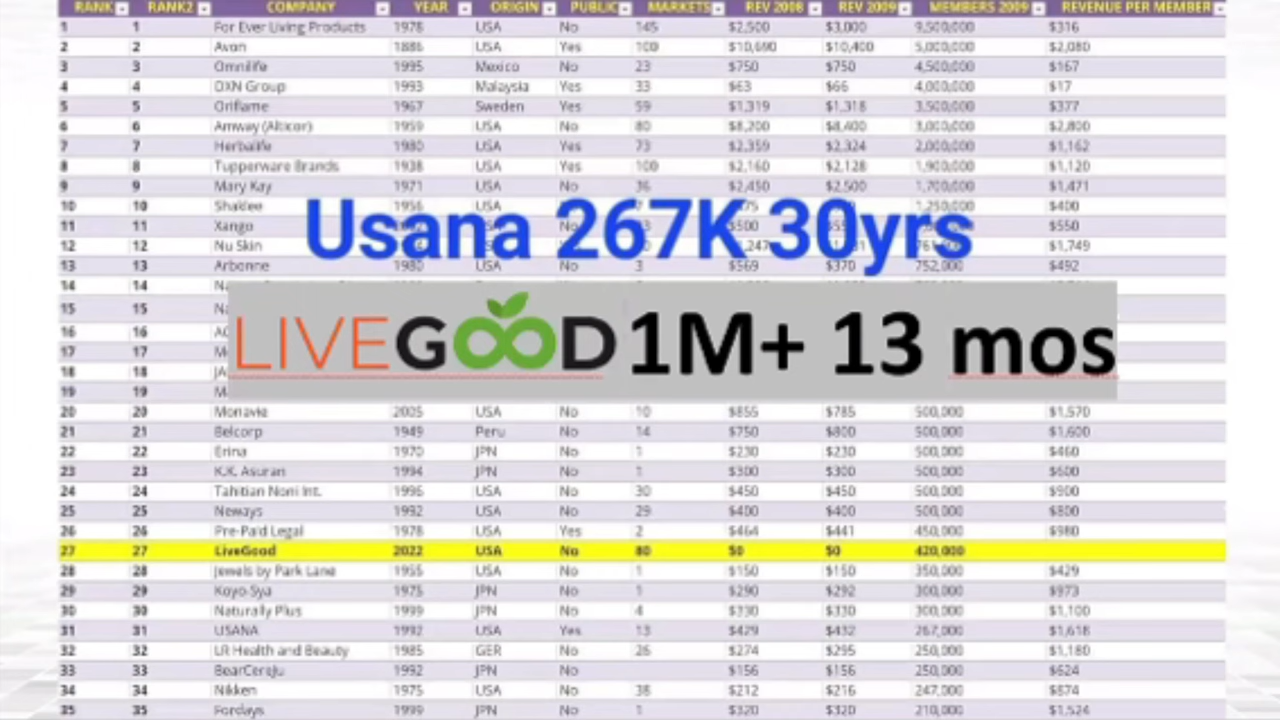 RANK RANK2 COMPANY YEAR ORIGIN PUBLIC MARKETS REV 2008 REV 2009 MEMBERS 2009 REVENUE PER MEMBER
1 1 For Ever Living Products 1978 USA No 145 $2,500 $3,000 9,500,000 $316
2 2 Avon 1886 USA Yes 100 $10,690 $10,400 5,000,000 $2,080
3 3 Omnilife 1995 Mexico No 23 $750 $750 4,500,000 $167
4 4 DXN Group 1993 Malaysia Yes 33 $63 $66 4,000,000 $17
5 5 Oriflame 1967 Sweden Yes 59 $1,319 $1,318 3,500,000 $377
6 6 Amway (Alticor) 1959 USA No 80 $8,200 $8,400 3,000,000 $2,800
7 7 Herbalife 1980 USA Yes 73 $2,359 $2,324 2,000,000 $1,162
8 8 Tupperware Brands 1938 USA Yes 100 $2,160 $2,128 1,900,000 $1,120
9 9 Mary Kay 1971 USA No 36 $2,450 $2,500 1,700,000 $1,471
10 10 Shaklee 1956 USA 1,250,000 $400
11 11 Xango $500 $550
12 12 Nu Skin $1,749
13 13 Arbonne 1980 USA No 3 $569 $370 752,000 $492
Usana 267K 30yrs
14 14
15 15
16 16
17 17
18 18
19 19
LIVEGOOD 1M+ 13 mos
20 20 Monavie 2005 USA No 10 $855 $785 500,000 $1,570
21 21 Belcorp 1949 Peru No 14 $750 $800 500,000 $1,600
22 22 Erina 1970 JPN No 1 $230 $230 500,000 $460
23 23 K.K. Asuran 1994 JPN No 1 $300 $300 500,000 $600
24 24 Tahitian Noni Int. 1996 USA No 30 $450 $450 500,000 $900
25 25 Neways 1992 USA No 29 $400 $400 500,000 $800
26 26 Pre-Paid Legal 1978 USA Yes 2 $464 $441 450,000 $980
27 27 LiveGood 2022 USA No 80 $0 $0 420,000
28 28 Jewels by Park Lane 1955 USA No 1 $150 $150 350,000 $429
29 29 Koyo-Sya 1975 JPN No 1 $290 $292 300,000 $973
30 30 Naturally Plus 1999 JPN No 4 $330 $330 300,000 $1,100
31 31 USANA 1992 USA Yes 13 $429 $432 267,000 $1,618
32 32 LR Health and Beauty 1985 GER No 26 $274 $295 250,000 $1,180
33 33 BearCereJu 1992 JPN No $156 $156 250,000 $624
34 34 Nikken 1975 USA No 38 $212 $216 247,000 $874
35 35 Fordays 1999 JPN No 1 $320 $320 210,000 $1,524